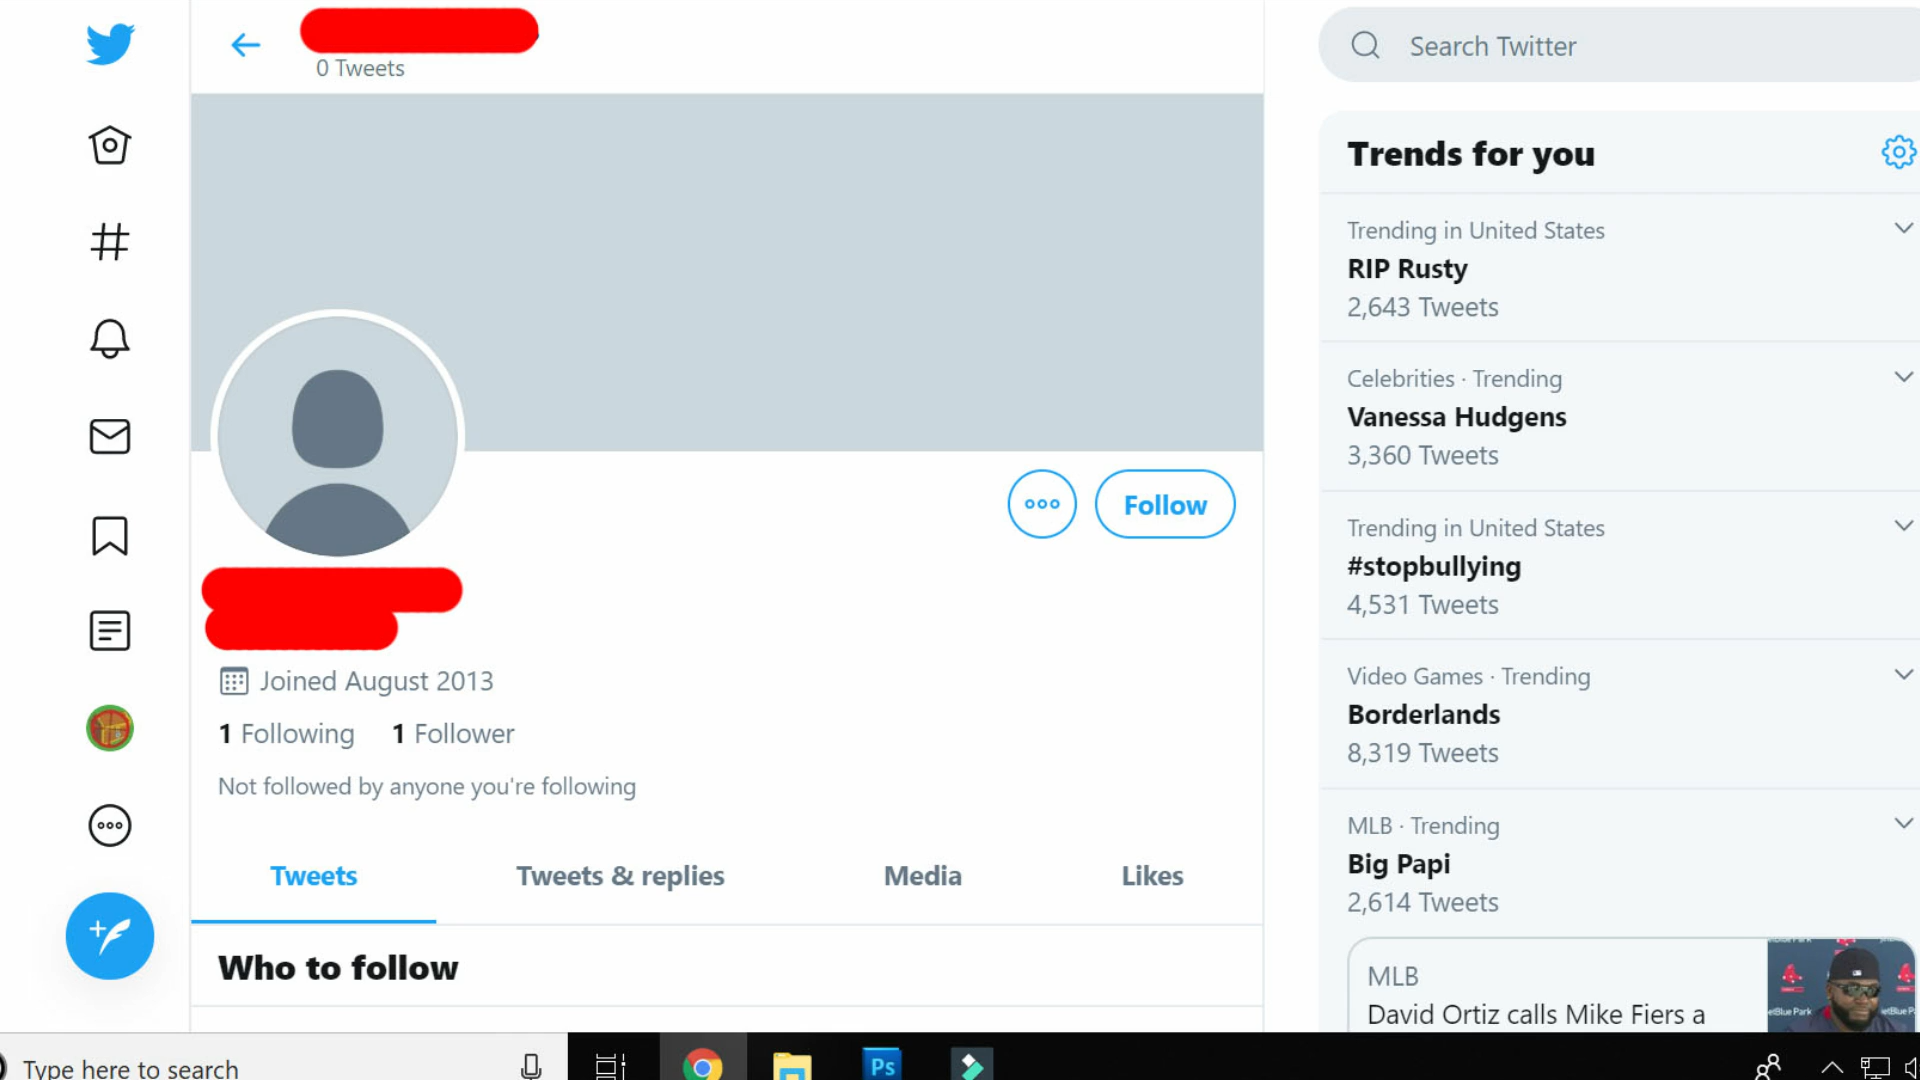 0 Tweets
Follow
Joined August 2013
1 Following 1 Follower
Not followed by anyone you're following
Tweets Tweets & replies Media Likes
Who to follow
Search Twitter
Trends for you
Trending in United States
RIP Rusty
2,643 Tweets
Celebrities · Trending
Vanessa Hudgens
3,360 Tweets
Trending in United States
#stopbullying
4,531 Tweets
Video Games · Trending
Borderlands
8,319 Tweets
MLB · Trending
Big Papi
2,614 Tweets
MLB
David Ortiz calls Mike Fiers a
Type here to search
Ps